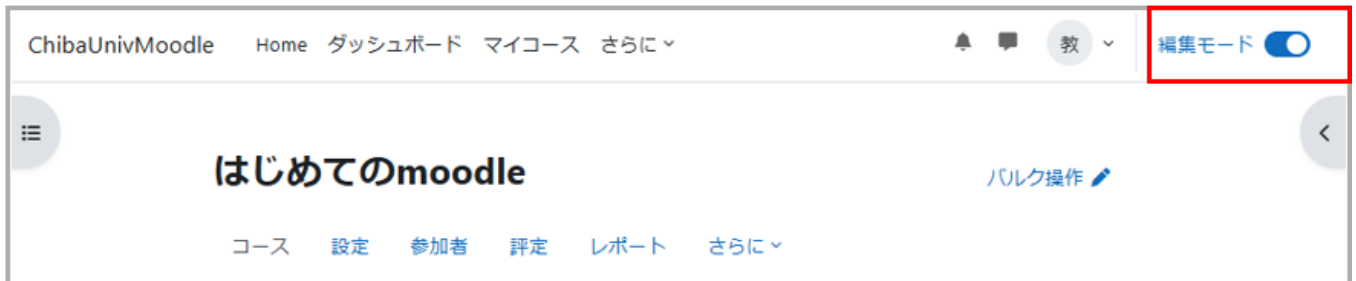 ChibaUnivMoodle Home ダッシュボード マイコース さらに 教 編集モード
はじめてのmoodle
バルク操作
コース 設定 参加者 評定 レポート さらに